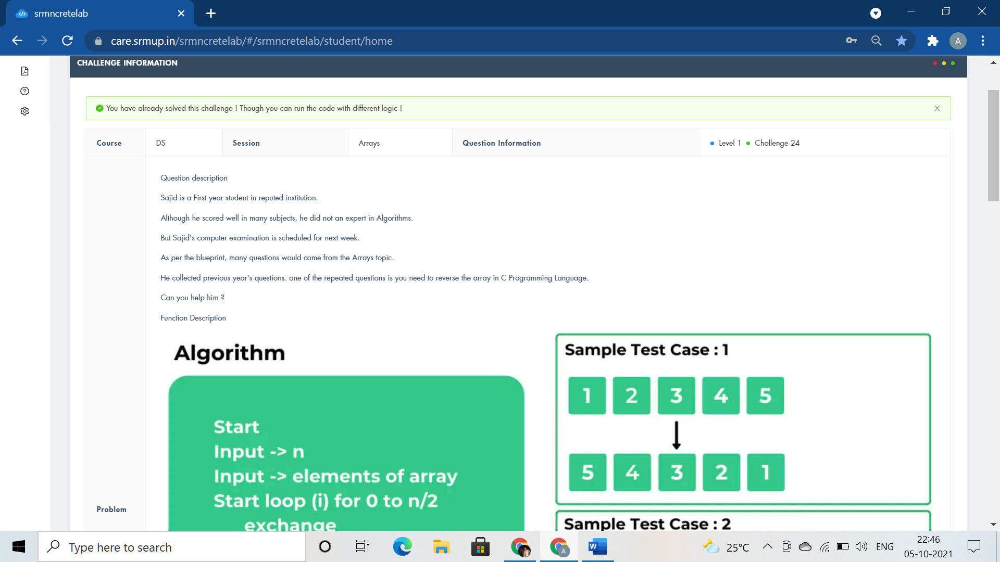 srmncretelab
care.srmup.in/srmncretelab/#/srmncretelab/student/home
A
CHALLENGE INFORMATION
You have already solved this challenge ! Though you can run the code with different logic !
Course DS Session Arrays Question Information Level 1 Challenge 24
Question description
Sajid is a First year student in reputed institution.
Although he scored well in many subjects, he did not an expert in Algorithms.
But Sajid's computer examination is scheduled for next week.
As per the blueprint, many questions would come from the Arrays topic.
He collected previous year's questions. one of the repeated questions is you need to reverse the array in C Programming Language.
Can you help him ?
Function Description
Algorithm
Start
Input -> n
Input -> elements of array
Start loop (i) for 0 to n/2
exchange
Problem
Sample Test Case : 1
1 2 3 4 5
5 4 3 2 1
Sample Test Case : 2
Type here to search
A
W
25°C
ENG
22:46
05-10-2021